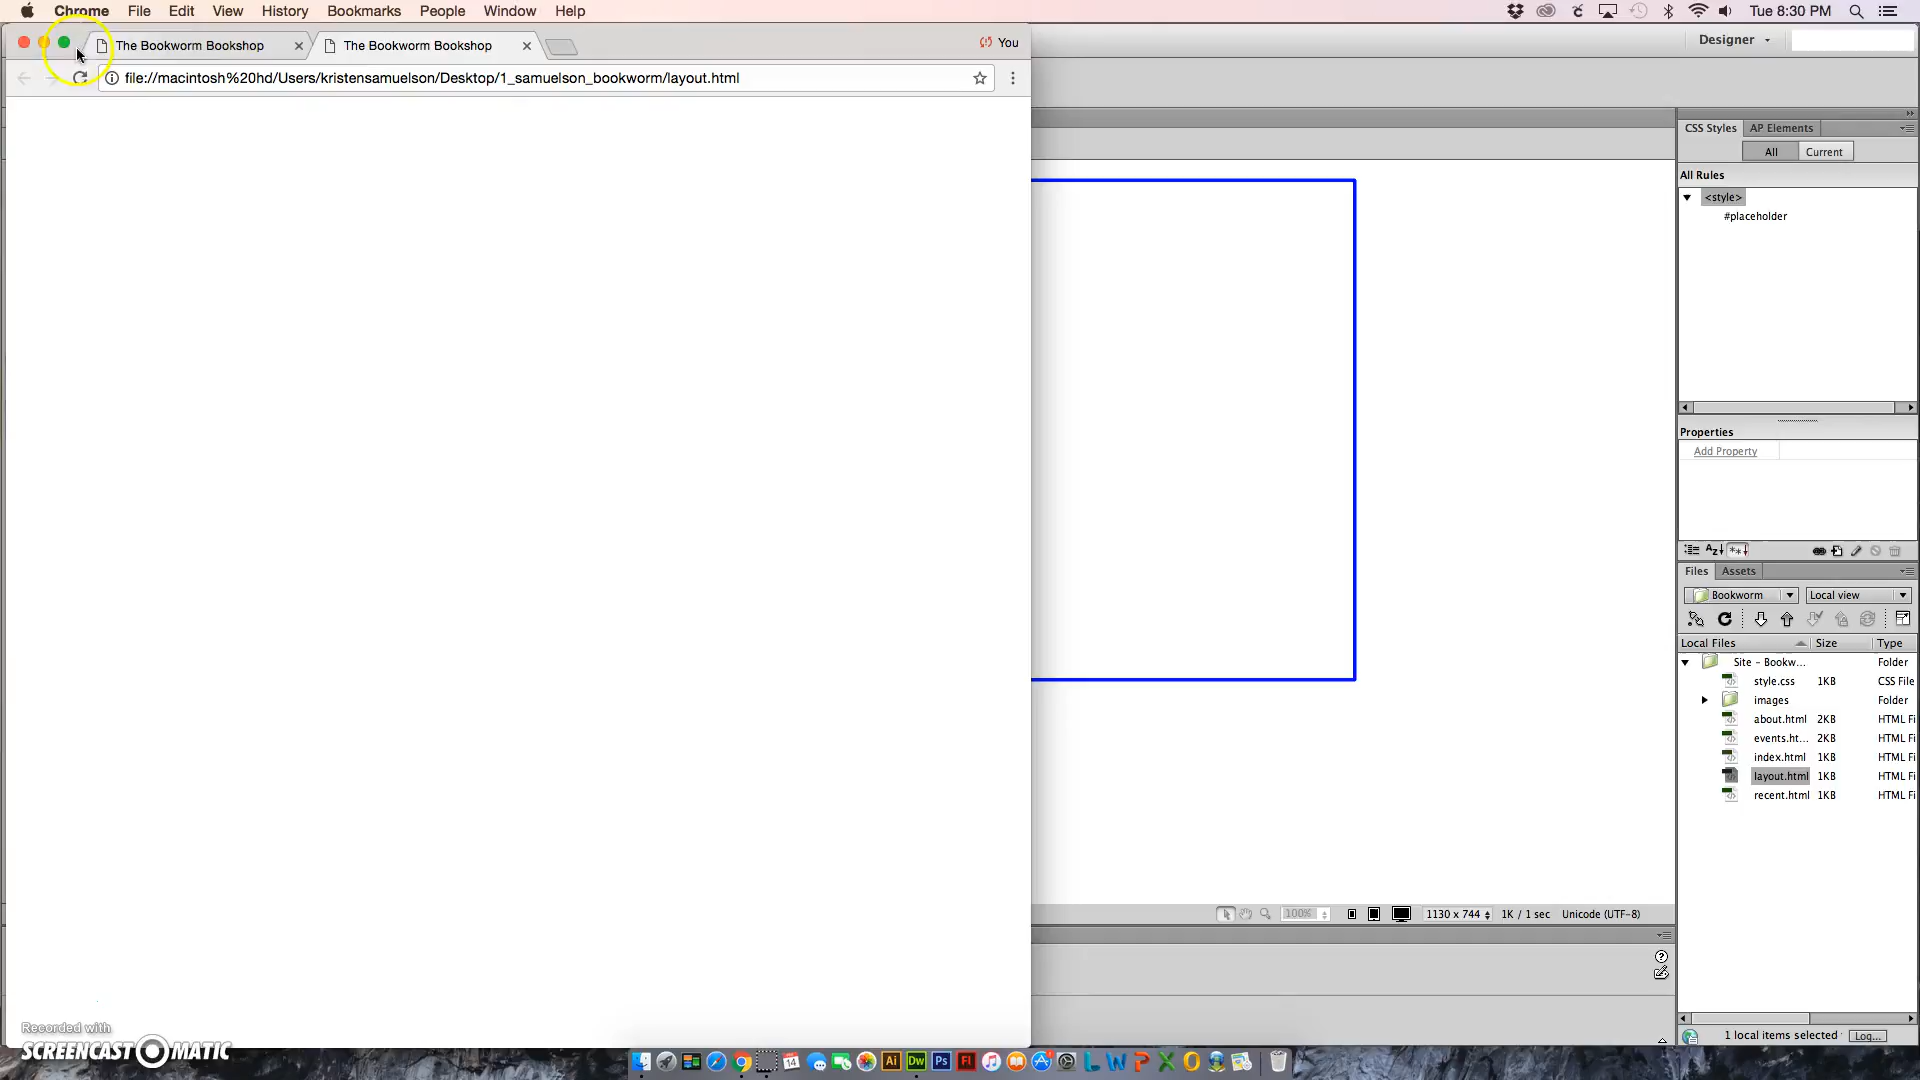 Chrome File Edit View History Bookmarks People Window Help Tue 8:30 PM
The Bookworm Bookshop The Bookworm Bookshop You
Designer
file://macintosh%20hd/Users/kristensamuelson/Desktop/1_samuelson_bookworm/layout.html
CSS Styles AP Elements
All Current
All Rules
<style>
#placeholder
Properties
Add Property
Files Assets
Bookworm Local view
Local Files Size Type
Site - Bookw... Folder
style.css 1KB CSS File
images Folder
about.html 2KB HTML Fi
events.ht... 2KB HTML Fi
index.html 1KB HTML Fi
layout.html 1KB HTML Fi
recent.html 1KB HTML Fi
100% 1130 x 744 1K / 1 sec Unicode (UTF-8)
1 local items selected Log...
Recorded with
SCREENCAST O MATIC
14 Ai Dw Ps Fl